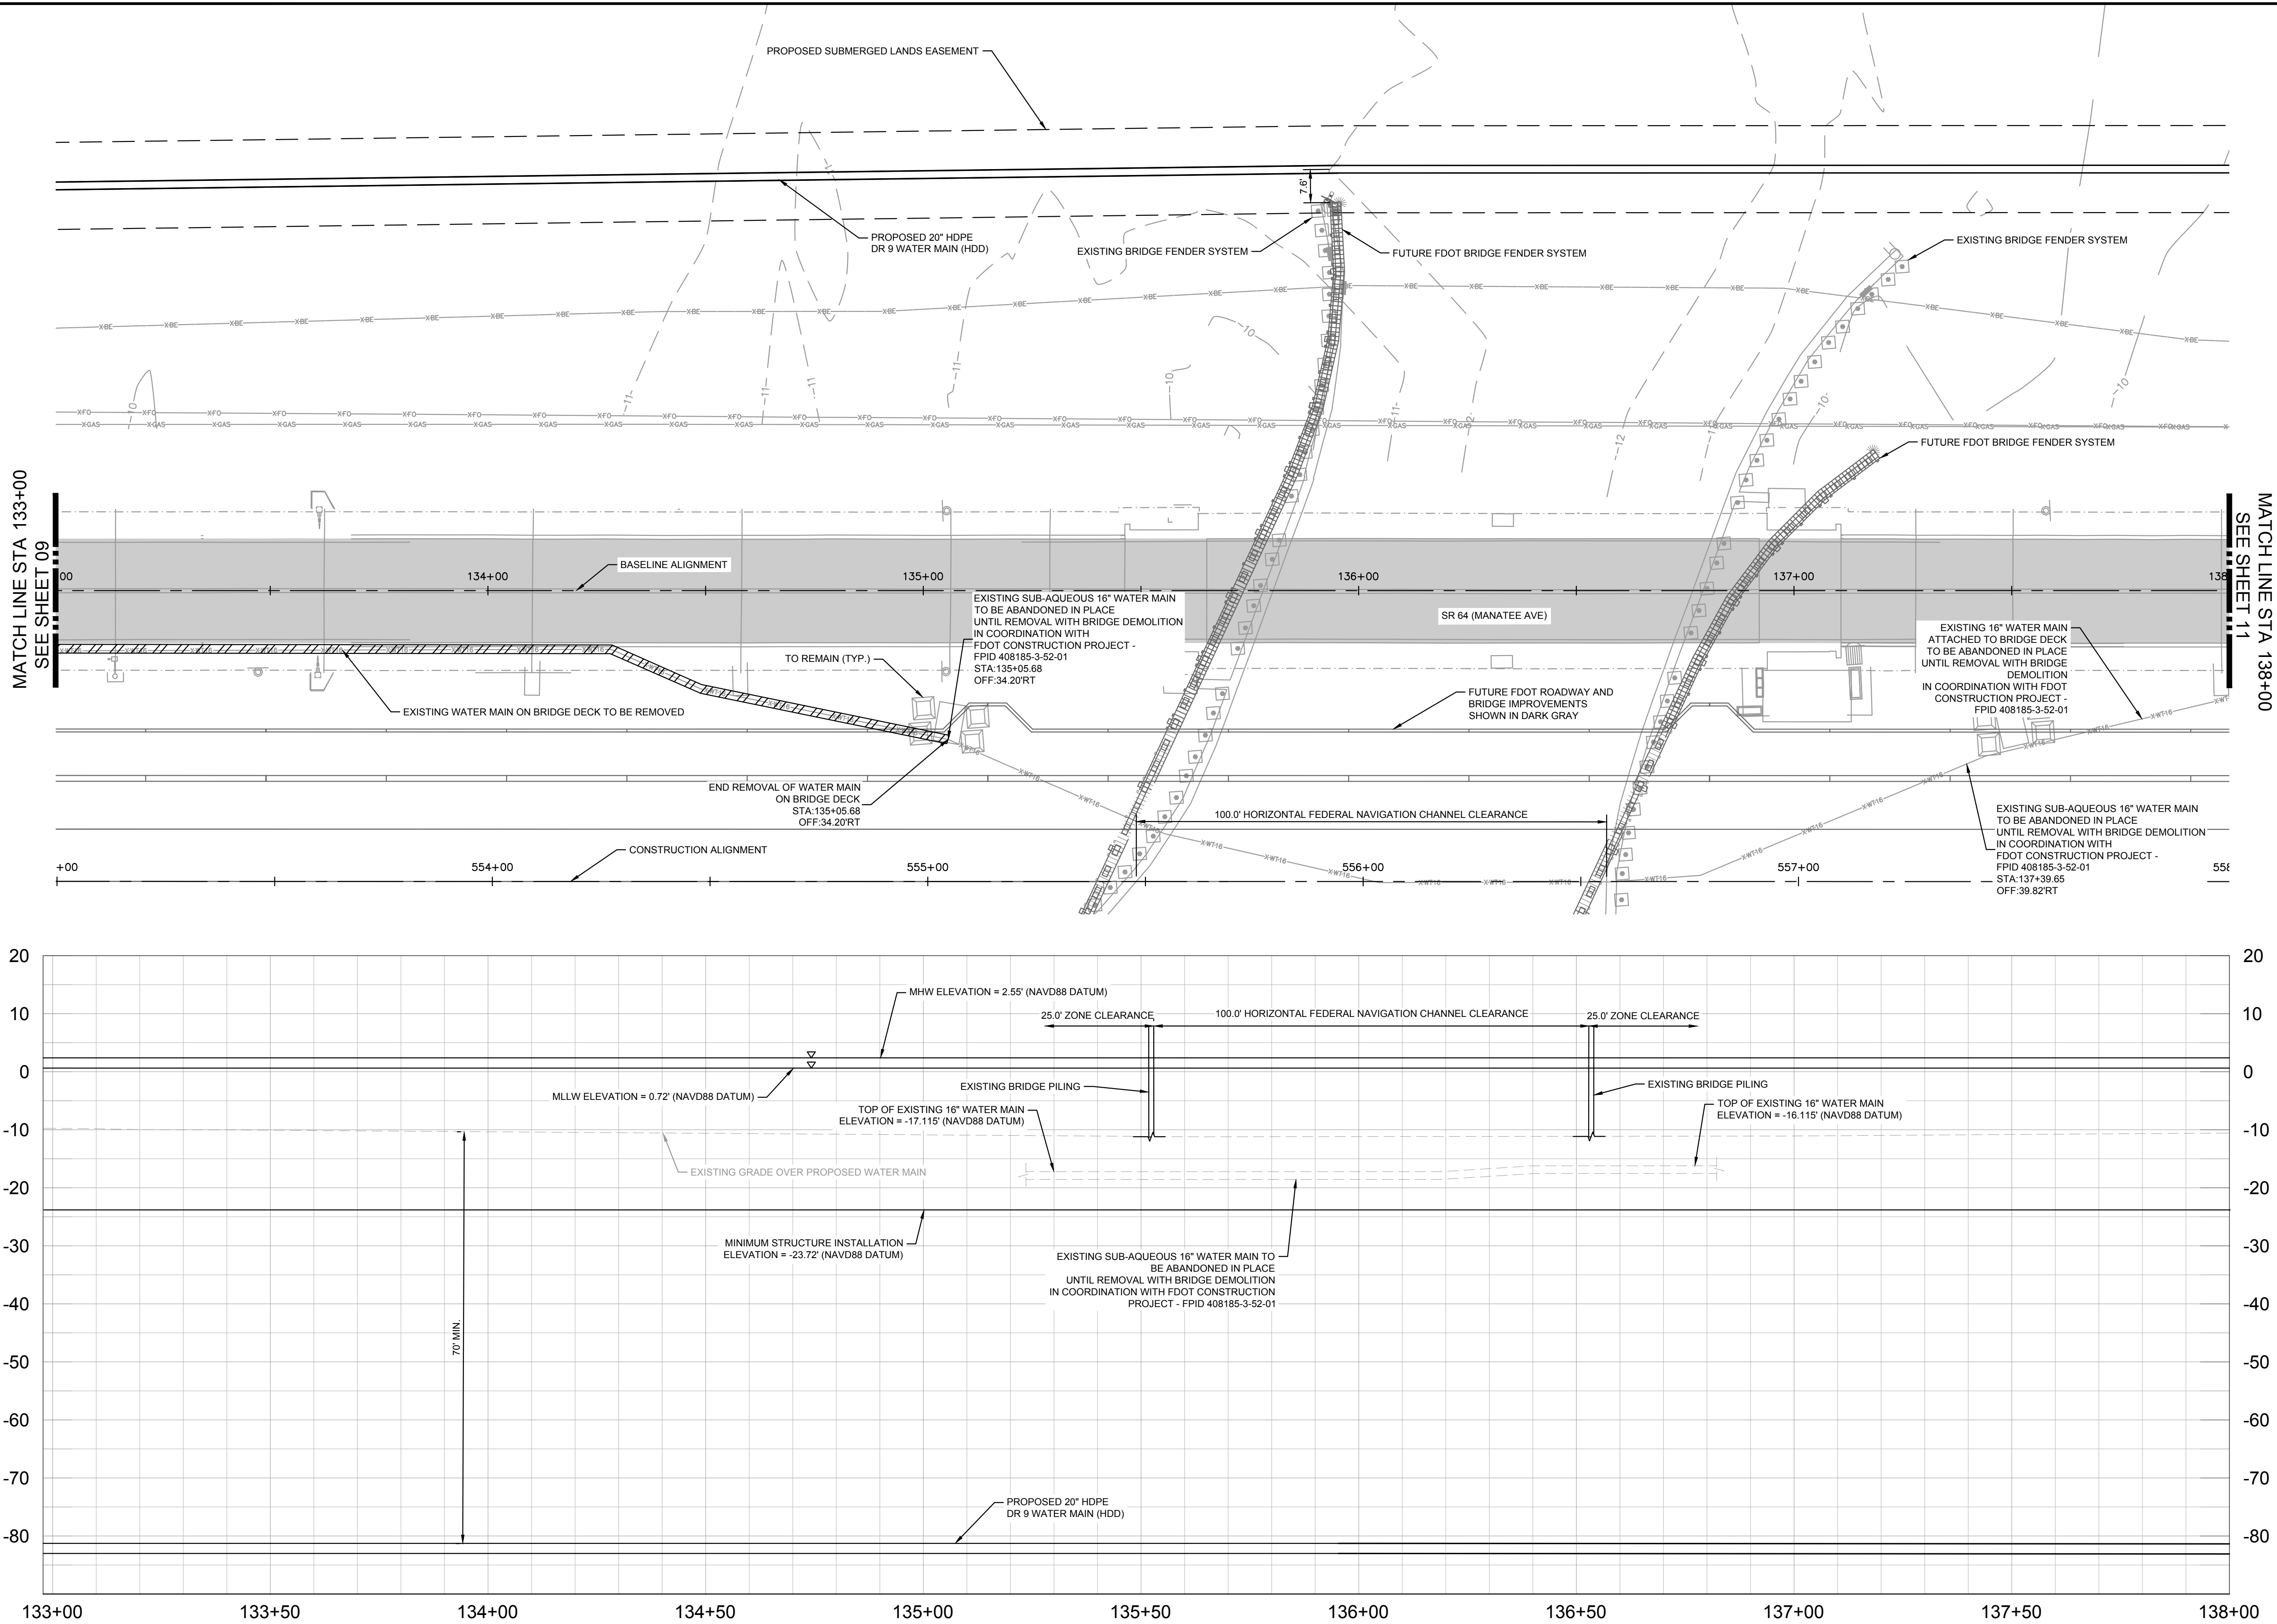 PROPOSED SUBMERGED LANDS EASEMENT
7.6'
PROPOSED 20" HDPE
DR 9 WATER MAIN (HDD)
EXISTING BRIDGE FENDER SYSTEM
FUTURE FDOT BRIDGE FENDER SYSTEM
EXISTING BRIDGE FENDER SYSTEM
FUTURE FDOT BRIDGE FENDER SYSTEM
MATCH LINE STA 133+00
SEE SHEET 09
MATCH LINE STA 138+00
SEE SHEET 11
BASELINE ALIGNMENT
00
134+00
135+00
136+00
137+00
138
EXISTING SUB-AQUEOUS 16" WATER MAIN
TO BE ABANDONED IN PLACE
UNTIL REMOVAL WITH BRIDGE DEMOLITION
IN COORDINATION WITH
FDOT CONSTRUCTION PROJECT -
FPID 408185-3-52-01
STA:135+05.68
OFF:34.20'RT
SR 64 (MANATEE AVE)
EXISTING 16" WATER MAIN
ATTACHED TO BRIDGE DECK
TO BE ABANDONED IN PLACE
UNTIL REMOVAL WITH BRIDGE
DEMOLITION
IN COORDINATION WITH FDOT
CONSTRUCTION PROJECT -
FPID 408185-3-52-01
TO REMAIN (TYP.)
EXISTING WATER MAIN ON BRIDGE DECK TO BE REMOVED
FUTURE FDOT ROADWAY AND
BRIDGE IMPROVEMENTS
SHOWN IN DARK GRAY
END REMOVAL OF WATER MAIN
ON BRIDGE DECK
STA:135+05.68
OFF:34.20'RT
100.0' HORIZONTAL FEDERAL NAVIGATION CHANNEL CLEARANCE
EXISTING SUB-AQUEOUS 16" WATER MAIN
TO BE ABANDONED IN PLACE
UNTIL REMOVAL WITH BRIDGE DEMOLITION
IN COORDINATION WITH
FDOT CONSTRUCTION PROJECT -
FPID 408185-3-52-01
STA:137+39.65
OFF:39.82'RT
CONSTRUCTION ALIGNMENT
+00
554+00
555+00
556+00
557+00
558
20
10
0
-10
-20
-30
-40
-50
-60
-70
-80
MHW ELEVATION = 2.55' (NAVD88 DATUM)
25.0' ZONE CLEARANCE
100.0' HORIZONTAL FEDERAL NAVIGATION CHANNEL CLEARANCE
25.0' ZONE CLEARANCE
MLLW ELEVATION = 0.72' (NAVD88 DATUM)
EXISTING BRIDGE PILING
EXISTING BRIDGE PILING
TOP OF EXISTING 16" WATER MAIN
ELEVATION = -17.115' (NAVD88 DATUM)
TOP OF EXISTING 16" WATER MAIN
ELEVATION = -16.115' (NAVD88 DATUM)
EXISTING GRADE OVER PROPOSED WATER MAIN
MINIMUM STRUCTURE INSTALLATION
ELEVATION = -23.72' (NAVD88 DATUM)
EXISTING SUB-AQUEOUS 16" WATER MAIN TO
BE ABANDONED IN PLACE
UNTIL REMOVAL WITH BRIDGE DEMOLITION
IN COORDINATION WITH FDOT CONSTRUCTION
PROJECT - FPID 408185-3-52-01
70' MIN.
PROPOSED 20" HDPE
DR 9 WATER MAIN (HDD)
20
10
0
-10
-20
-30
-40
-50
-60
-70
-80
133+00
133+50
134+00
134+50
135+00
135+50
136+00
136+50
137+00
137+50
138+00